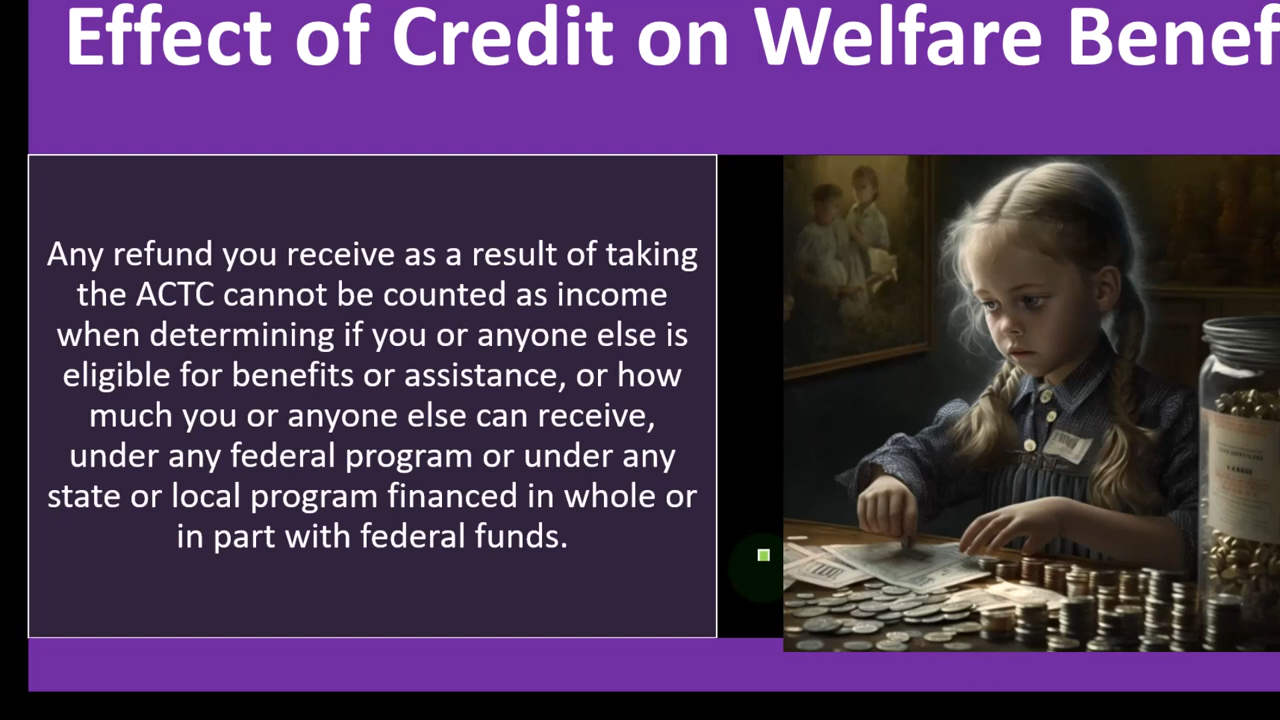 Effect of Credit on Welfare Benef
Any refund you receive as a result of taking
the ACTC cannot be counted as income
when determining if you or anyone else is
eligible for benefits or assistance, or how
much you or anyone else can receive,
under any federal program or under any
state or local program financed in whole or
in part with federal funds.